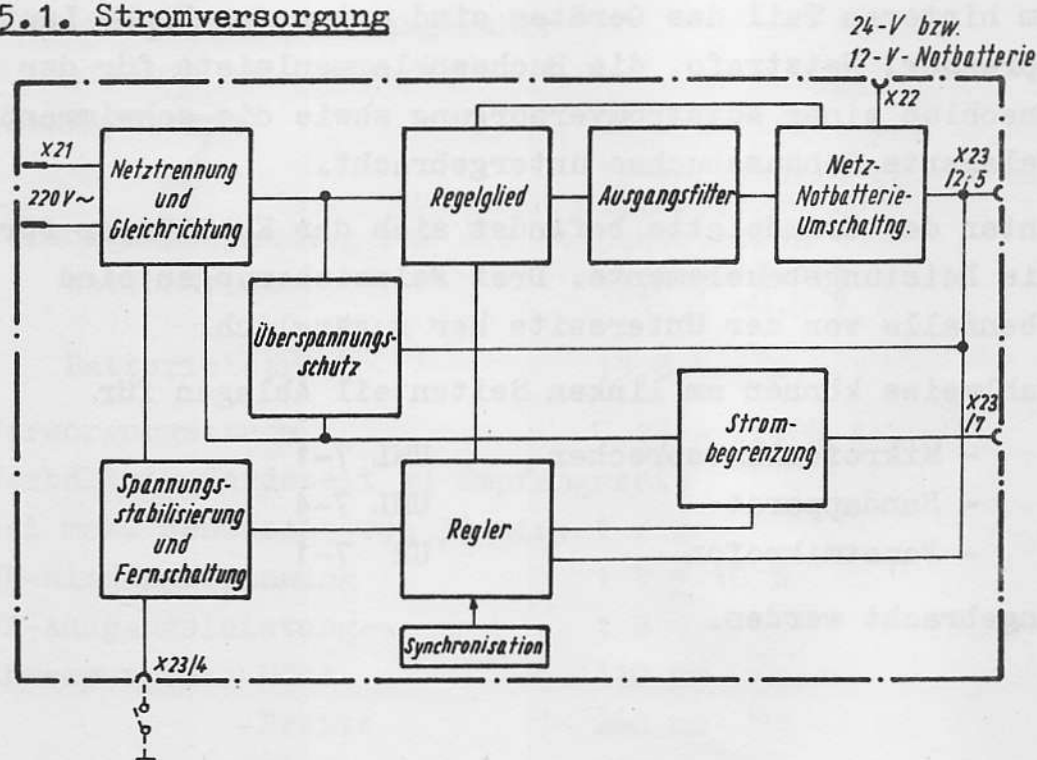 5.1. Stromversorgung
24-V bzw.
12-V-Notbatterie
X22
X21
220V~
Netztrennung
und
Gleichrichtung
Regelglied
Ausgangsfilter
Netz-
Notbatterie-
Umschaltng
X23
/2;5
Überspannungs-
schutz
Strom-
begrenzung
X23
/7
Spannungs-
stabilisierung
und
Fernschaltung
Regler
Synchronisation
X23/4